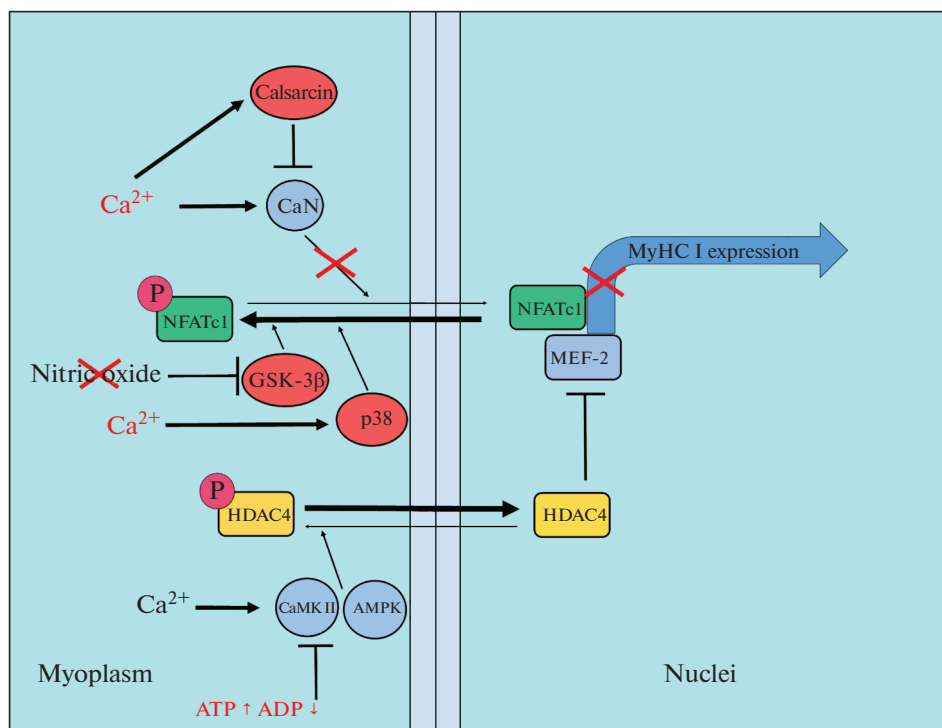 Calsarcin
Ca²⁺
CaN
MyHC I expression
P
NFATc1
NFATc1
MEF-2
Nitric oxide
GSK-3β
Ca²⁺
p38
P
HDAC4
HDAC4
Ca²⁺
CaMK II
AMPK
Myoplasm
Nuclei
ATP ↑ ADP ↓